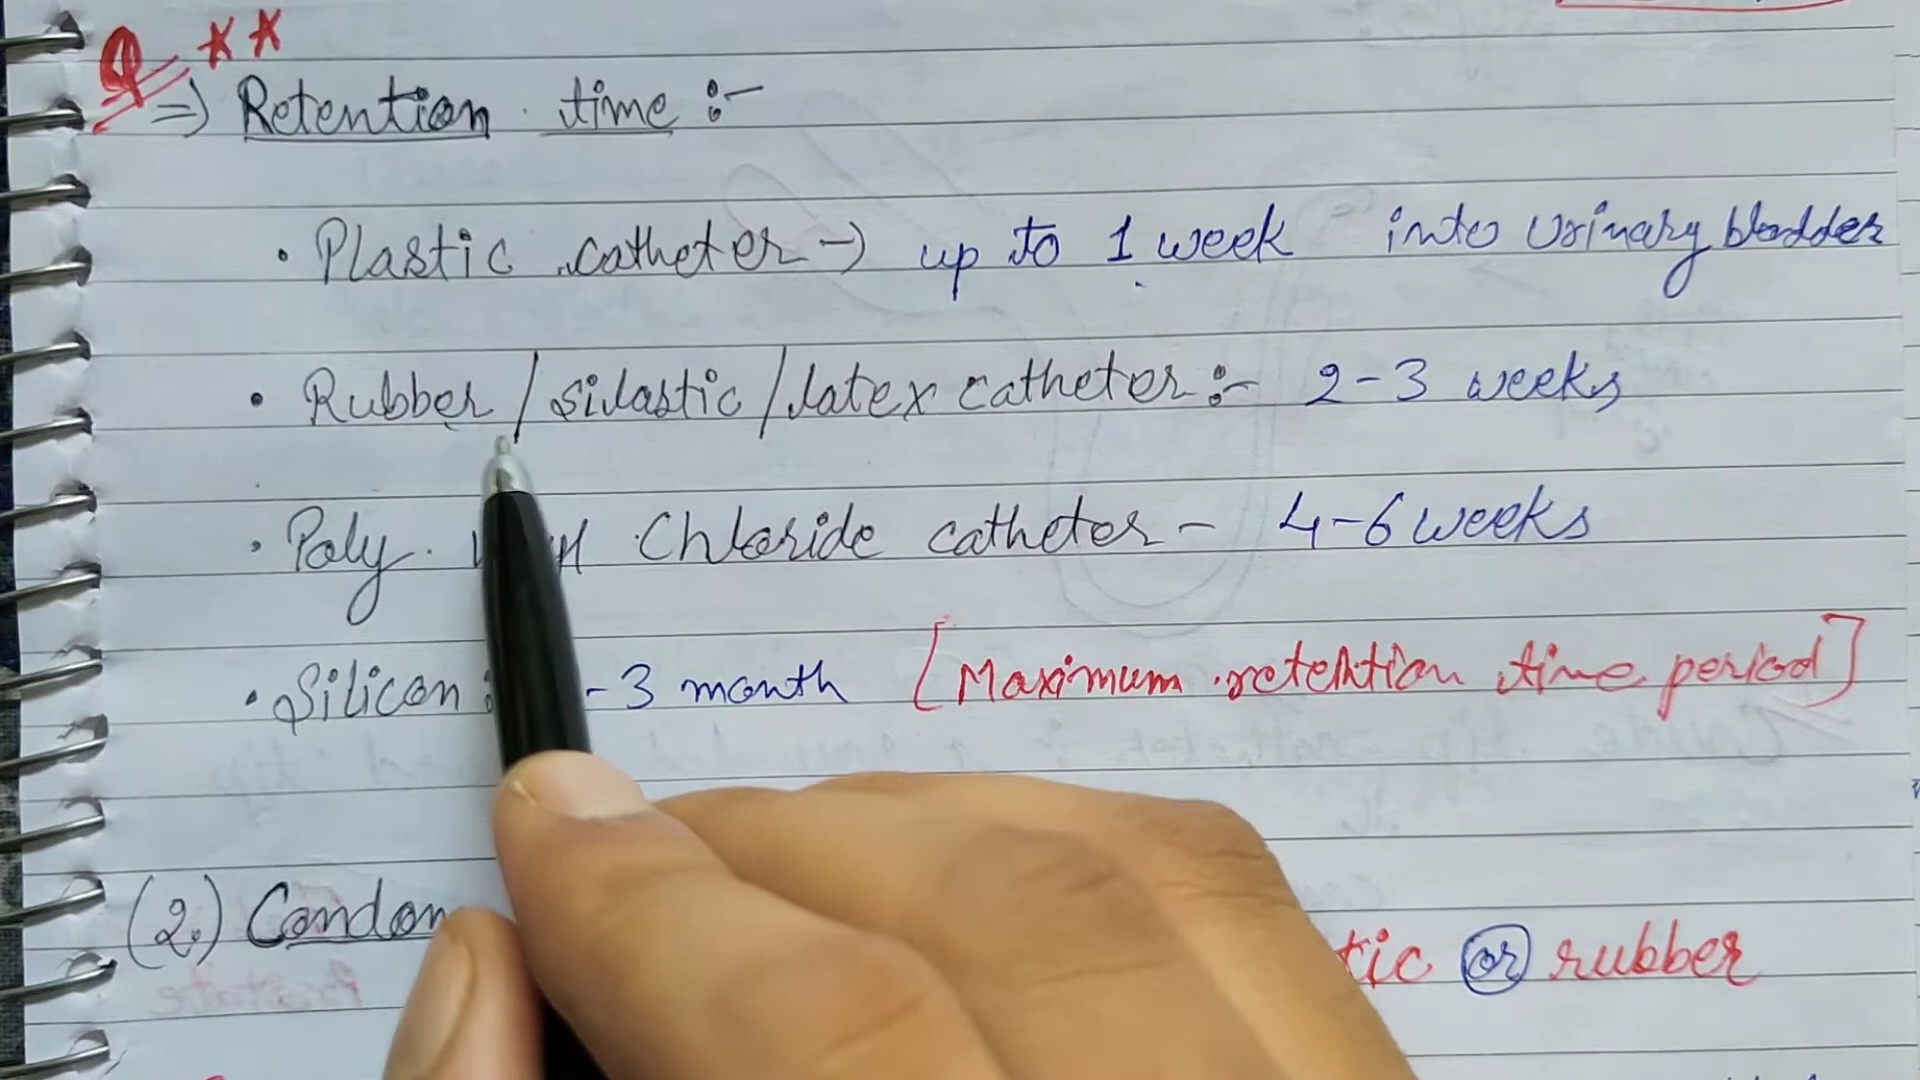 Q **
⇒ Retention time :-
• Plastic catheter → up to 1 week into Urinary bladder
• Rubber / silastic / latex catheter :- 2-3 weeks
• Poly Chloride catheter - 4-6 weeks
• Silicon : -3 month [Maximum retention time period]
(2.) Condom or rubber